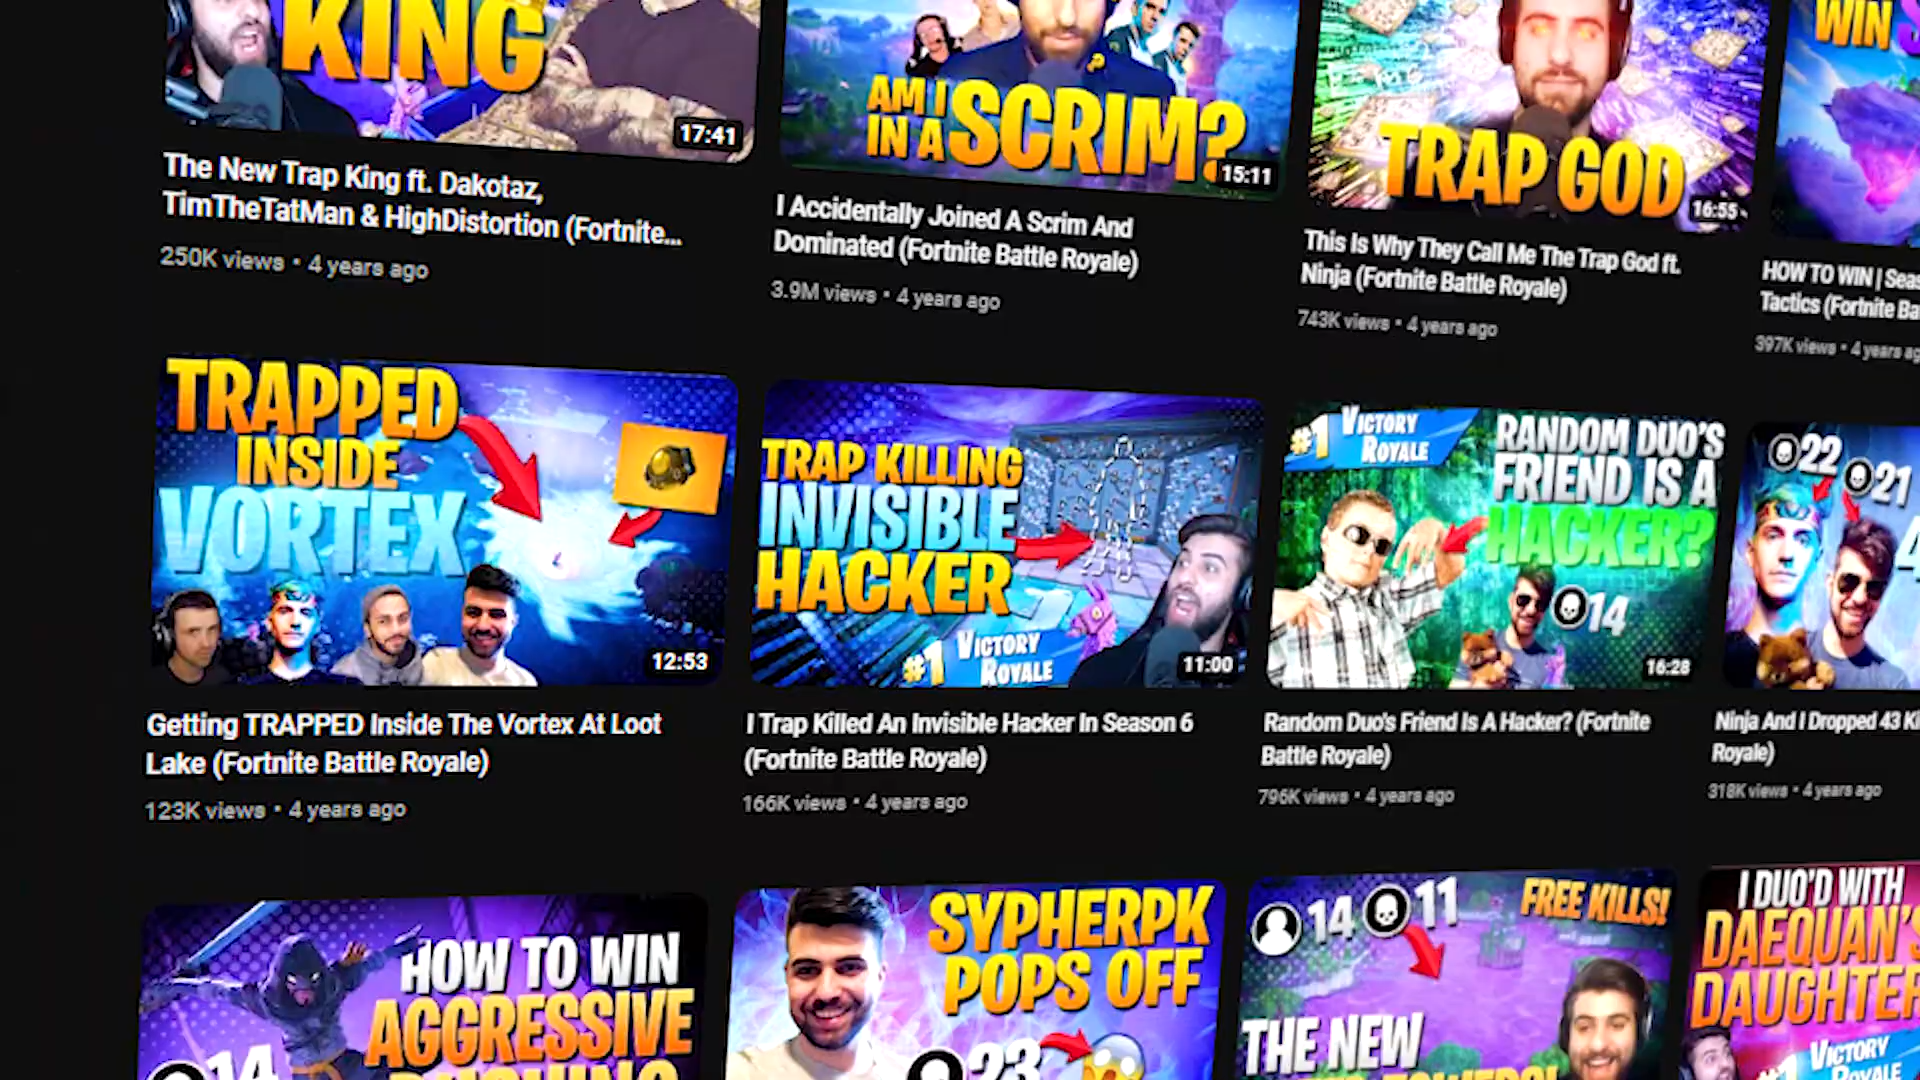 KING
17:41
The New Trap King ft. Dakotaz,
TimTheTatMan & HighDistortion (Fortnite...
250K views • 4 years ago
AM I
IN A SCRIM?
15:11
I Accidentally Joined A Scrim And
Dominated (Fortnite Battle Royale)
3.9M views • 4 years ago
TRAP GOD
16:55
This Is Why They Call Me The Trap God ft.
Ninja (Fortnite Battle Royale)
743K views • 4 years ago
WIN
HOW TO WIN | Seas
Tactics (Fortnite Ba
397K views • 4 years ag
TRAPPED
INSIDE
VORTEX
12:53
Getting TRAPPED Inside The Vortex At Loot
Lake (Fortnite Battle Royale)
123K views • 4 years ago
TRAP KILLING
INVISIBLE
HACKER
#1 VICTORY
ROYALE
11:00
I Trap Killed An Invisible Hacker In Season 6
(Fortnite Battle Royale)
166K views • 4 years ago
#1 VICTORY
ROYALE
RANDOM DUO'S
FRIEND IS A
HACKER?
14
16:28
Random Duo's Friend Is A Hacker? (Fortnite
Battle Royale)
796K views • 4 years ago
22
21
4
Ninja And I Dropped 43 Ki
Royale)
318K views • 4 years ago
HOW TO WIN
AGGRESSIVE
14
SYPHERPK
POPS OFF
23
14 11
FREE KILLS!
THE NEW
I DUO'D WITH
DAEQUAN'S
DAUGHTER
#1 VICTORY
ROYALE